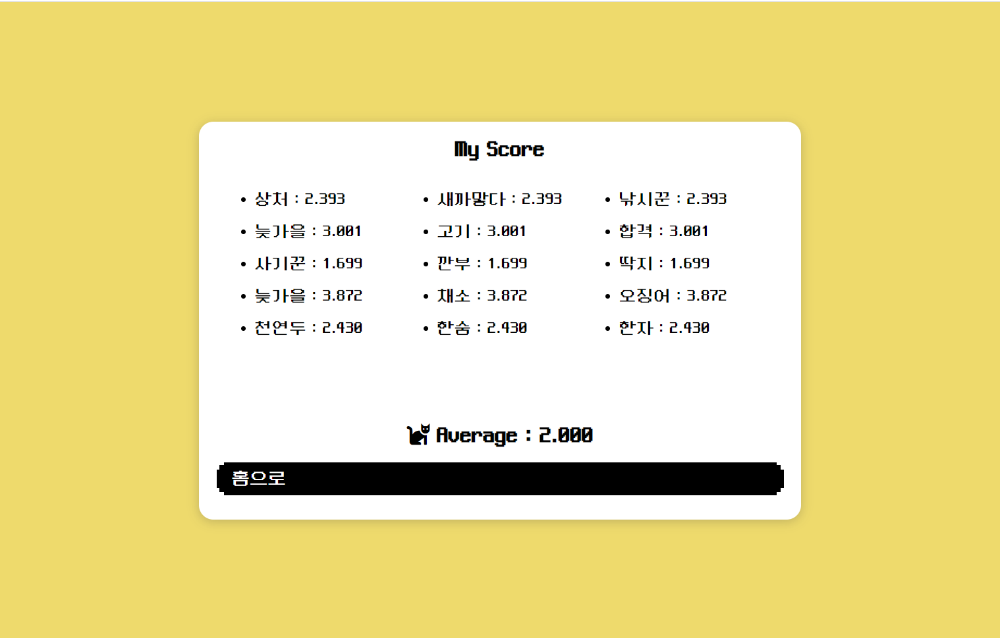 My Score
• 상처 : 2.393 • 새까맣다 : 2.393 • 낚시꾼 : 2.393
• 늦가을 : 3.001 • 고기 : 3.001 • 합격 : 3.001
• 사기꾼 : 1.699 • 깐부 : 1.699 • 딱지 : 1.699
• 늦가을 : 3.872 • 채소 : 3.872 • 오징어 : 3.872
• 천연두 : 2.430 • 한숨 : 2.430 • 한자 : 2.430
Average : 2.000
홈으로